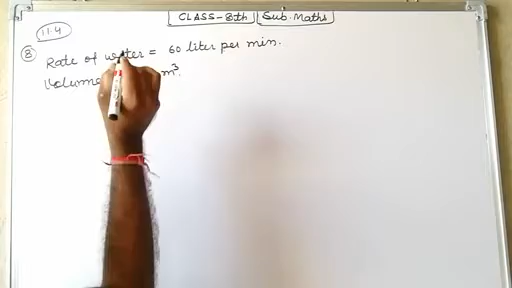 CLASS-8th Sub. Maths
11.4
8 Rate of water = 60 liter per min.
Volume m³.